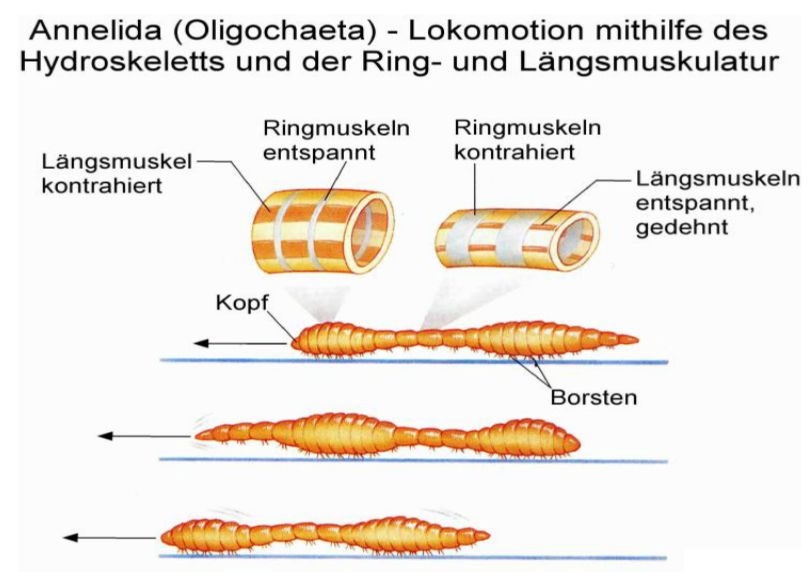 Annelida (Oligochaeta) - Lokomotion mithilfe des
Hydroskeletts und der Ring- und Längsmuskulatur
Längsmuskel
kontrahiert
Ringmuskeln
entspannt
Ringmuskeln
kontrahiert
Längsmuskeln
entspannt,
gedehnt
Kopf
Borsten